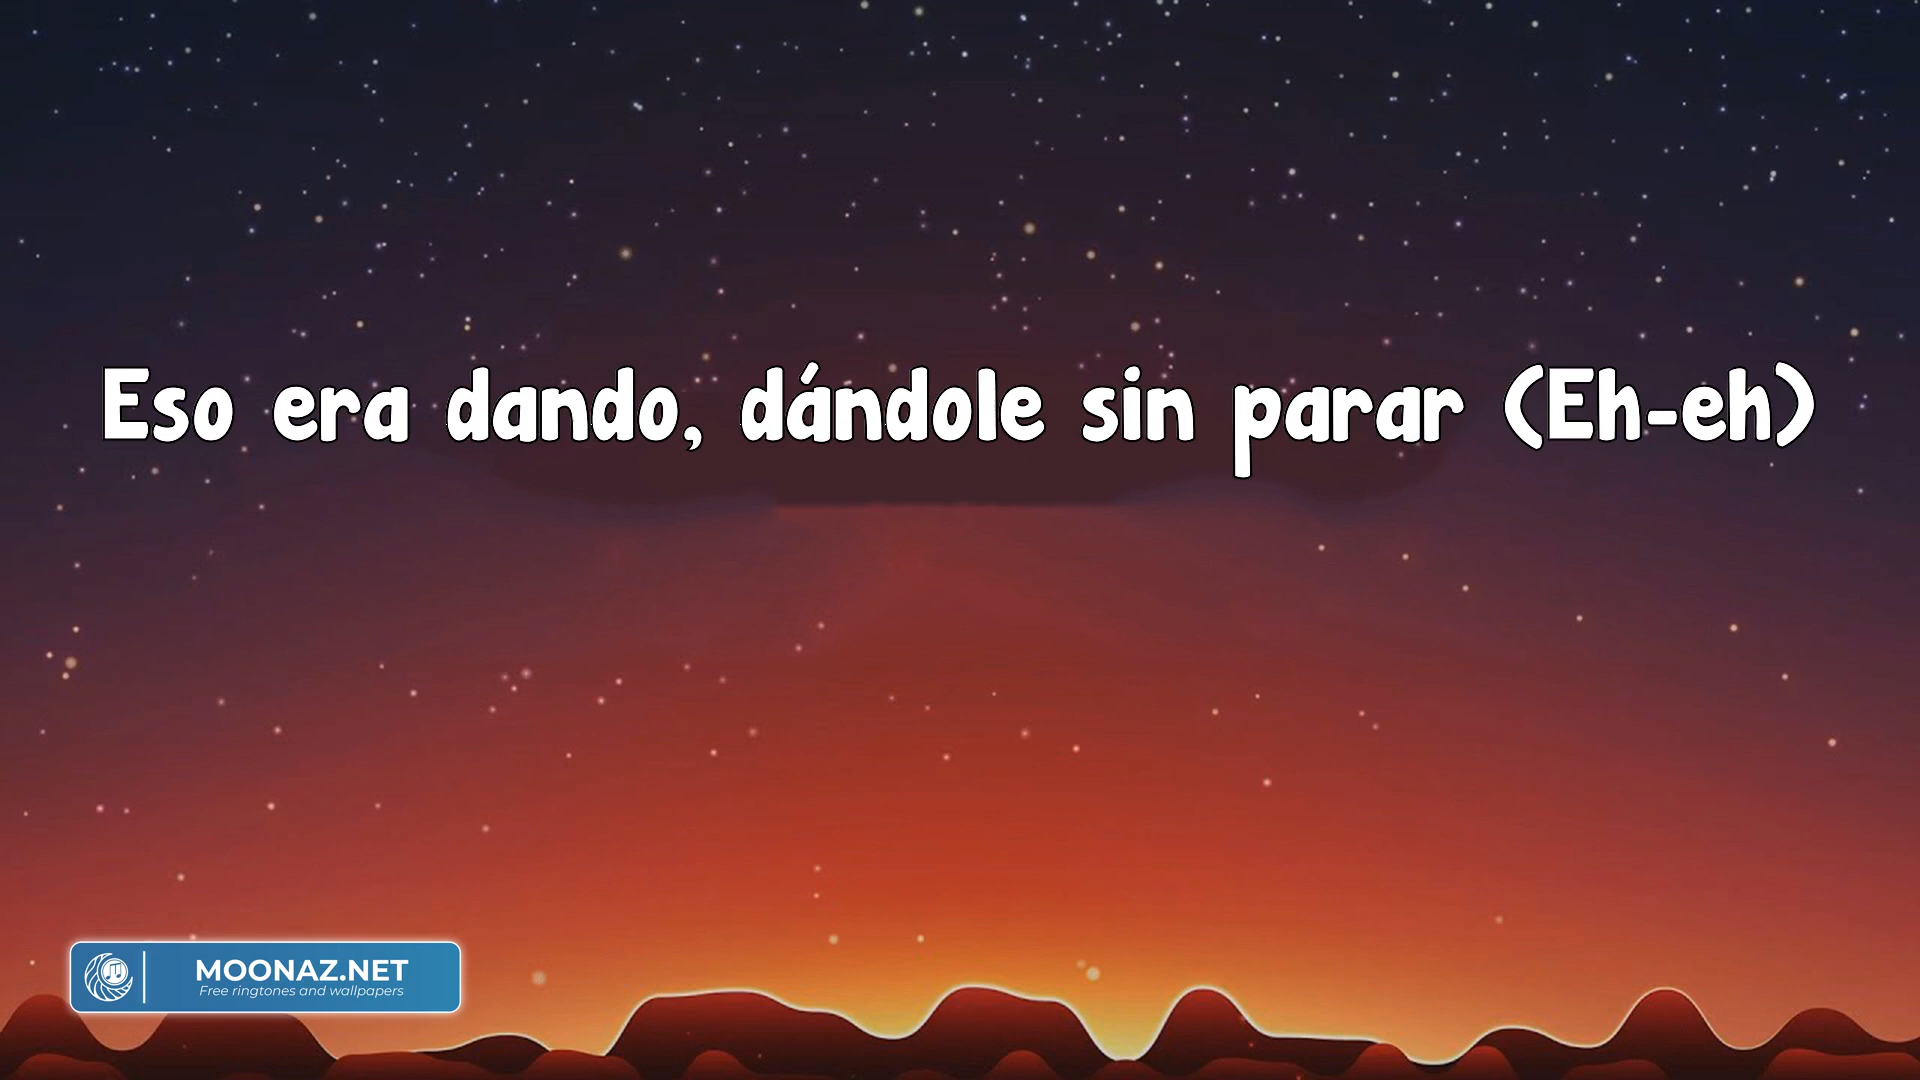 Eso era dando, dándole sin parar (Eh-eh)
MOONAZ.NET
Free ringtones and wallpapers